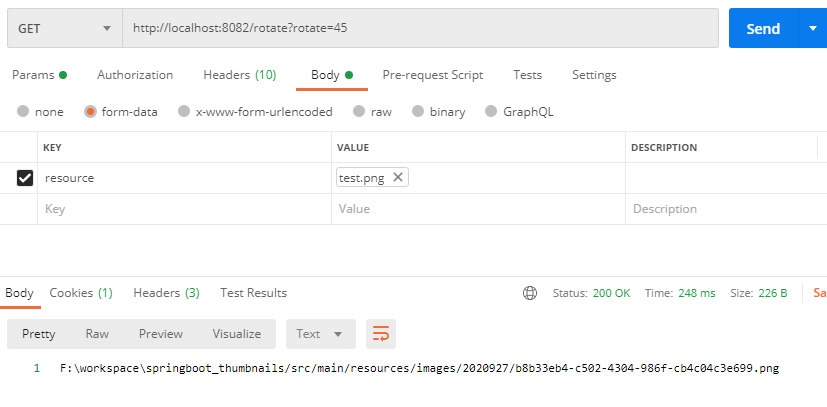 GET http://localhost:8082/rotate?rotate=45 Send
Params Authorization Headers (10) Body Pre-request Script Tests Settings
none form-data x-www-form-urlencoded raw binary GraphQL
KEY VALUE DESCRIPTION
resource test.png
Key Value Description
Body Cookies (1) Headers (3) Test Results Status: 200 OK Time: 248 ms Size: 226 B Sa
Pretty Raw Preview Visualize Text
1 F:\workspace\springboot_thumbnails/src/main/resources/images/2020927/b8b33eb4-c502-4304-986f-cb4c04c3e699.png